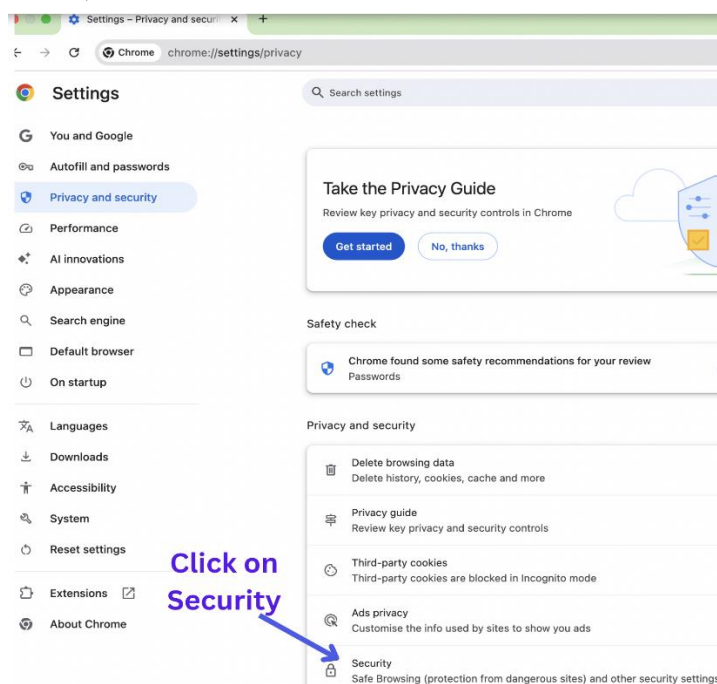 Settings – Privacy and securi
Chrome
chrome://settings/privacy
Settings
Search settings
You and Google
Autofill and passwords
Privacy and security
Performance
AI innovations
Appearance
Search engine
Default browser
On startup
Languages
Downloads
Accessibility
System
Reset settings
Extensions
About Chrome
Take the Privacy Guide
Review key privacy and security controls in Chrome
Get started
No, thanks
Safety check
Chrome found some safety recommendations for your review
Passwords
Privacy and security
Delete browsing data
Delete history, cookies, cache and more
Privacy guide
Review key privacy and security controls
Third-party cookies
Third-party cookies are blocked in Incognito mode
Ads privacy
Customise the info used by sites to show you ads
Security
Safe Browsing (protection from dangerous sites) and other security settings
Click on
Security